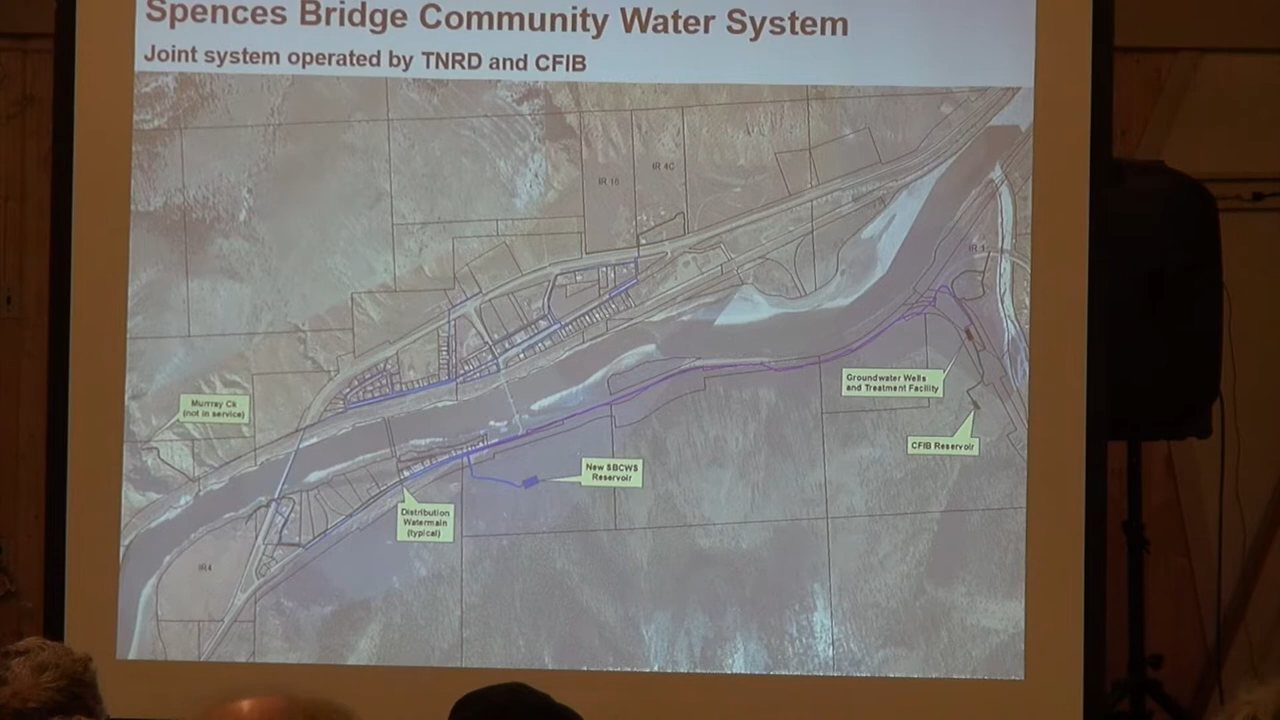 Spences Bridge Community Water System
Joint system operated by TNRD and CFIB
IR 4C
IR 16
IR 1
Groundwater Wells
and Treatment Facility
Murray Ck
(not in service)
CFIB Reservoir
New SBCWS
Reservoir
Distribution
Watermain
(typical)
IR4